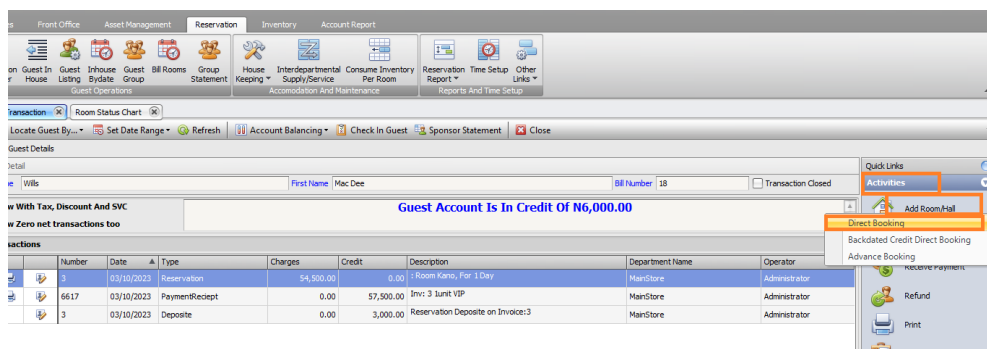 es Front Office Asset Management Reservation Inventory Account Report
on Guest In Guest Inhouse Guest Bill Rooms Group House Interdepartmental Consume Inventory Reservation Time Setup Other
r House Listing Bydate Group Statement Keeping Supply/Service Per Room Report Links
Guest Operations Accomodation And Maintenance Reports And Time Setup
Transaction Room Status Chart
Locate Guest By... Set Date Range Refresh Account Balancing Check In Guest Sponsor Statement Close
Guest Details
Detail Quick Links
me Wills First Name Mac Dee Bill Number 18 Transaction Closed Activities
w With Tax, Discount And SVC Guest Account Is In Credit Of N6,000.00 Add Room/Hall
w Zero net transactions too Direct Booking
sactions Backdated Credit Direct Booking
Number Date Type Charges Credit Description Department Name Operator Advance Booking
3 03/10/2023 Reservation 54,500.00 0.00 : Room Kano, For 1 Day MainStore Administrator Receive Payment
6617 03/10/2023 PaymentReciept 0.00 57,500.00 Inv: 3 1unit VIP MainStore Administrator Refund
3 03/10/2023 Deposite 0.00 3,000.00 Reservation Deposite on Invoice:3 MainStore Administrator
Print